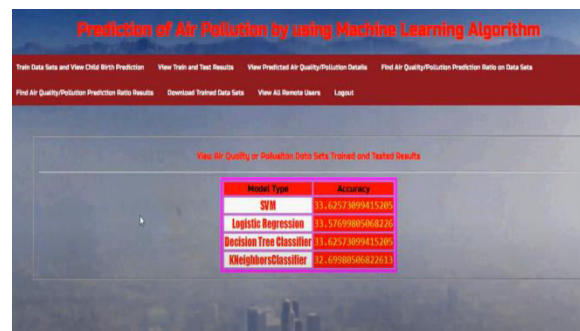 Prediction of Air Pollution by using Machine Learning Algorithm
Train Data Sets and View Child Birth Prediction View Train and Test Results View Predicted Air Quality/Pollution Details Find Air Quality/Pollution Prediction Ratio on Data Sets
Find Air Quality/Pollution Prediction Ratio Results Download Trained Data Sets View All Remote Users Logout
View Air Quality or Polluaiton Data Sets Trained and Tested Results
Model Type Accuracy
SVM 33.62573099415205
Logistic Regression 33.57699805068226
Decision Tree Classifier 33.62573099415205
KNeighborsClassifier 32.69980506822613